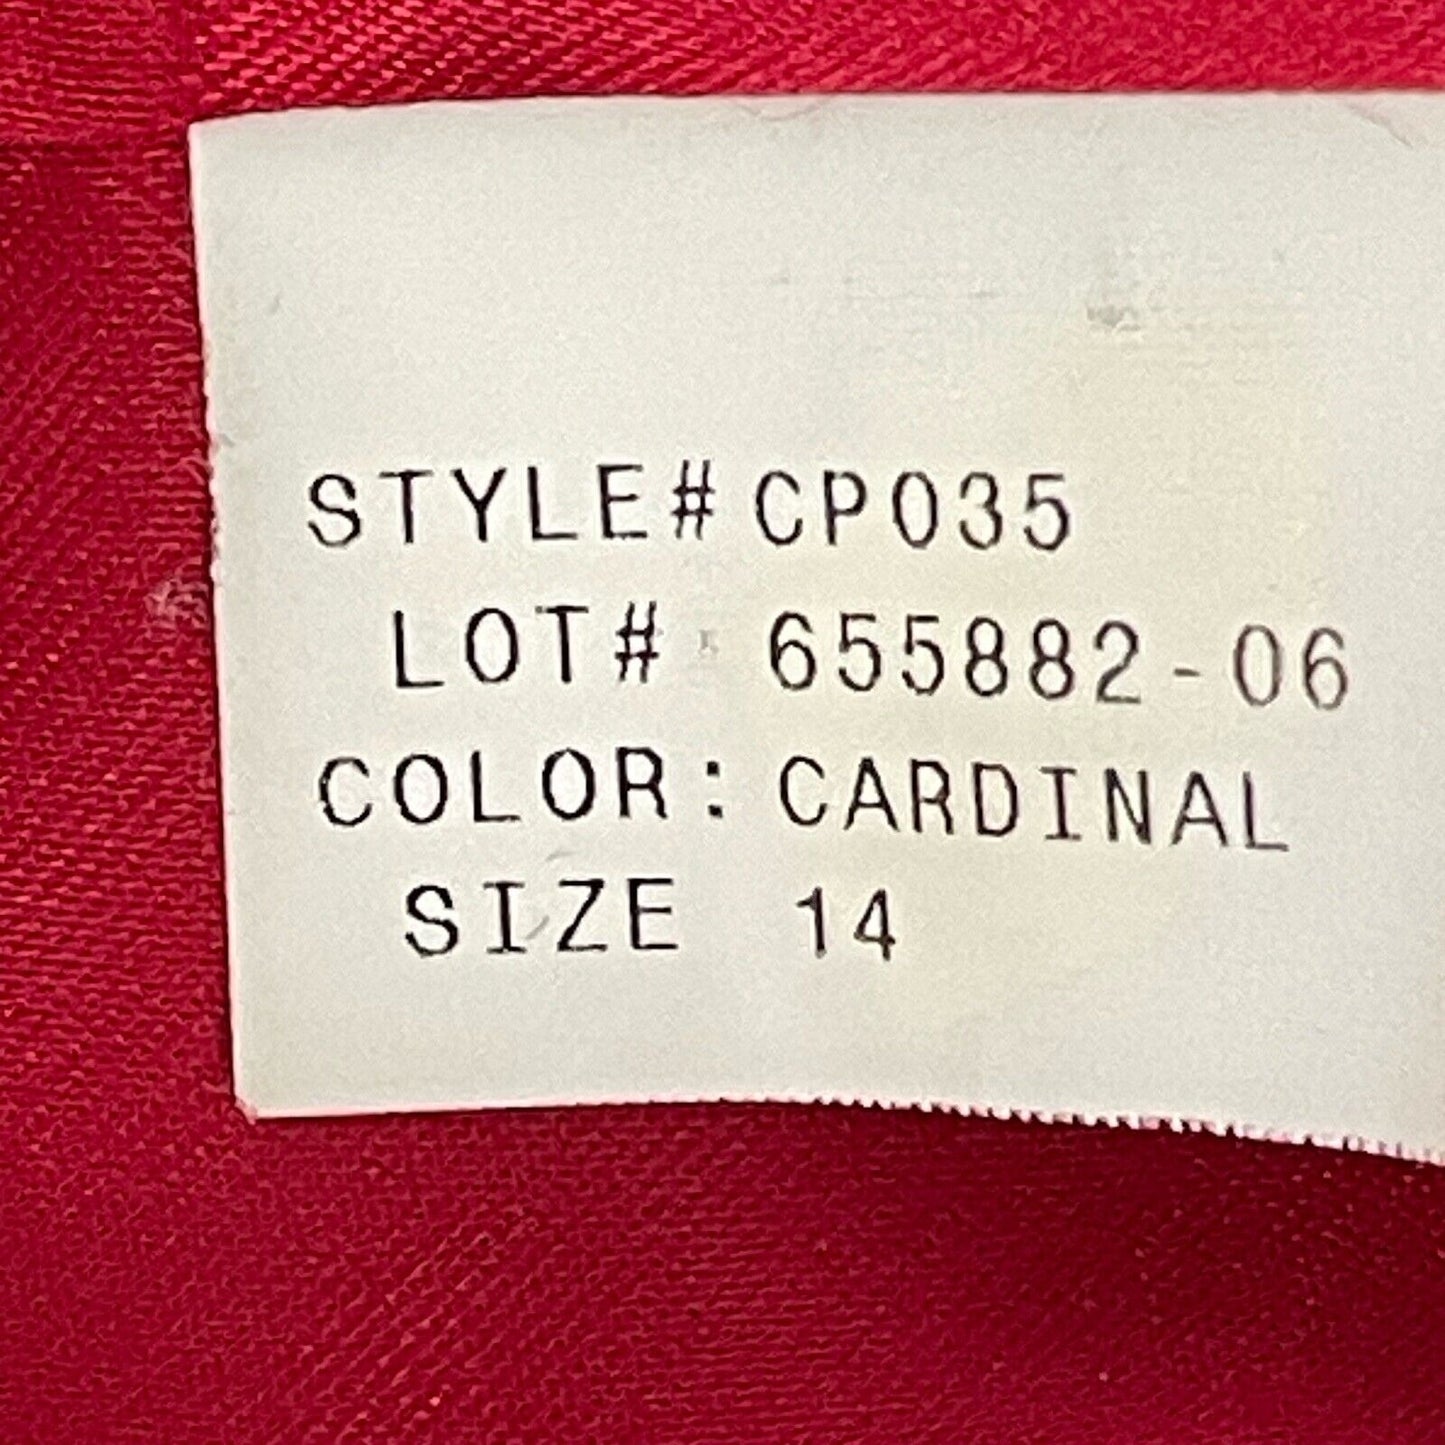 STYLE# CP035
LOT# 655882-06
COLOR: CARDINAL
SIZE 14